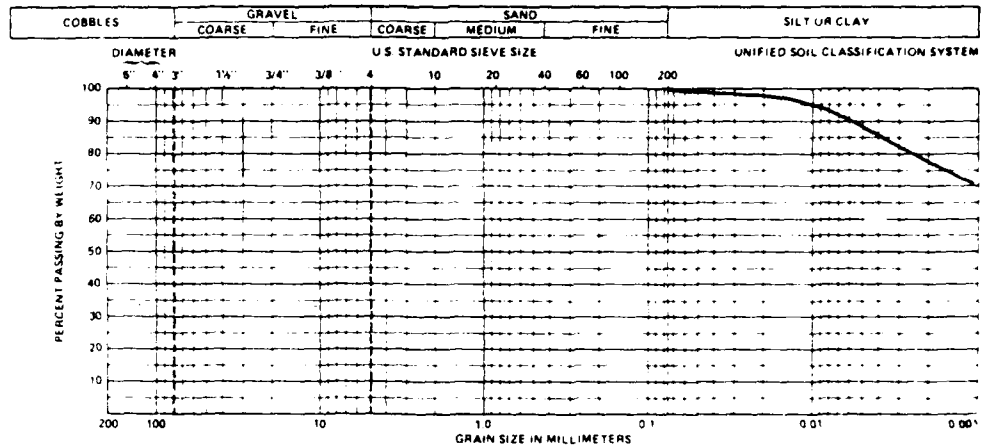 COBBLES GRAVEL SAND SILT OR CLAY
COARSE FINE COARSE MEDIUM FINE
DIAMETER U.S. STANDARD SIEVE SIZE UNIFIED SOIL CLASSIFICATION SYSTEM
6" 4" 3" 1½" 3/4" 3/8" 4 10 20 40 60 100 200
100
90
80
70
60
50
40
30
20
10
PERCENT PASSING BY WEIGHT
200 100 10 1.0 0.1 0.01 0.001
GRAIN SIZE IN MILLIMETERS